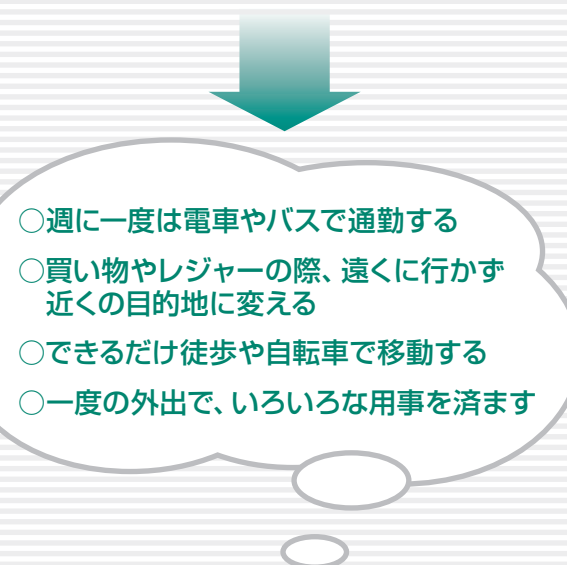 ○週に一度は電車やバスで通勤する
○買い物やレジャーの際、遠くに行かず
近くの目的地に変える
○できるだけ徒歩や自転車で移動する
○一度の外出で、いろいろな用事を済ます